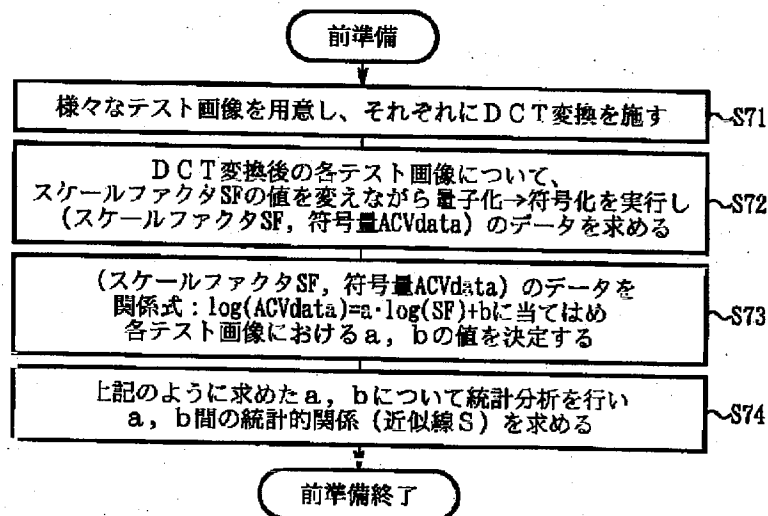 前準備
様々なテスト画像を用意し、それぞれにDCT変換を施す
~S71
DCT変換後の各テスト画像について、
スケールファクタSFの値を変えながら量子化→符号化を実行し
(スケールファクタSF, 符号量ACVdata) のデータを求める
~S72
(スケールファクタSF, 符号量ACVdata) のデータを
関係式:log(ACVdata)=a·log(SF)+bに当てはめ
各テスト画像におけるa, bの値を決定する
~S73
上記のように求めたa, bについて統計分析を行い
a, b間の統計的関係 (近似線S) を求める
~S74
前準備終了